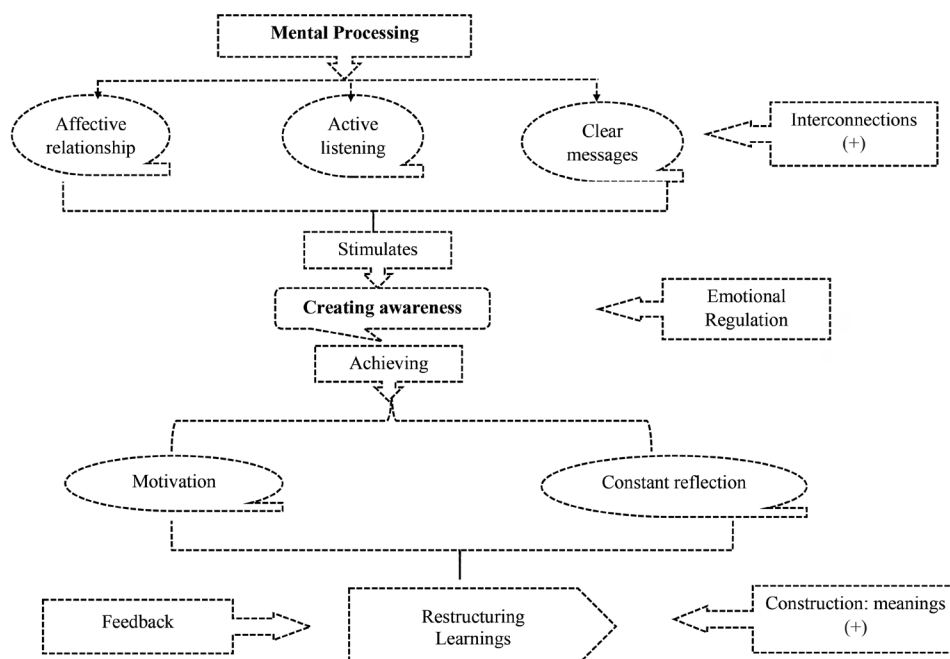 Mental Processing
Affective
relationship
Active
listening
Clear
messages
Interconnections
(+)
Stimulates
Creating awareness
Emotional
Regulation
Achieving
Motivation
Constant reflection
Feedback
Restructuring
Learnings
Construction: meanings
(+)